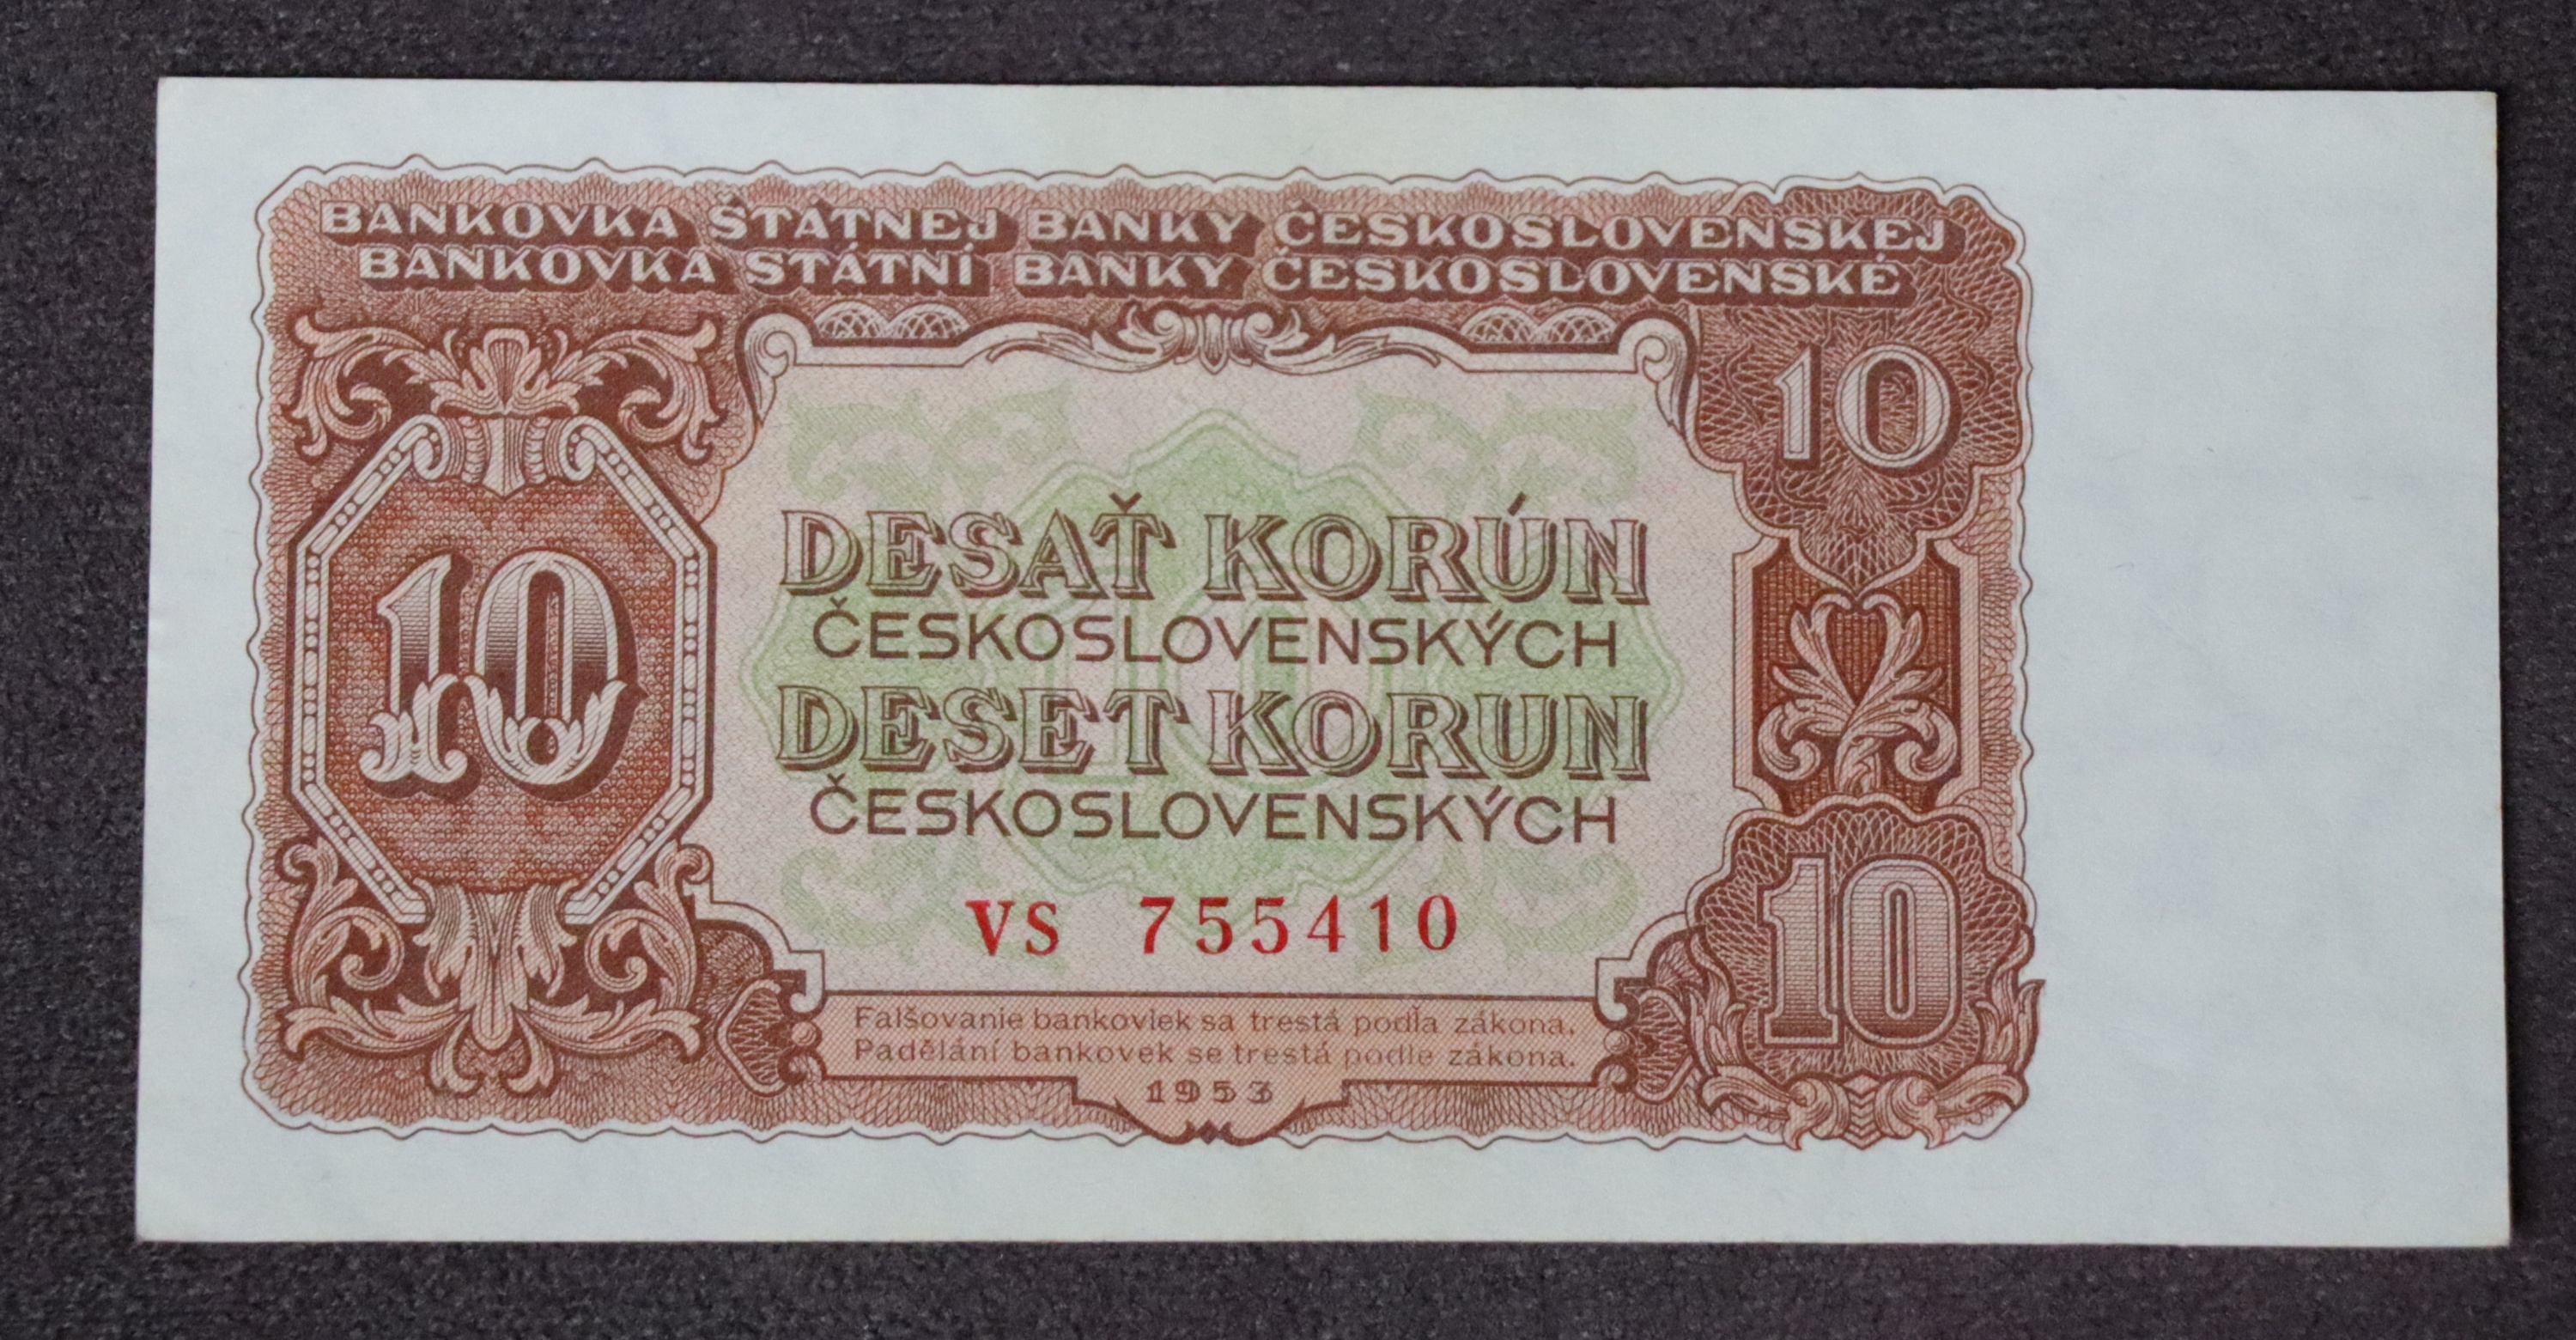 BANKOVKA ŠTÁTNEJ BANKY ČESKOSLOVENSKEJ
BANKOVKA STÁTNÍ BANKY ČESKOSLOVENSKÉ
10
10
DESAŤ KORÚN
ČESKOSLOVENSKÝCH
DESET KORUN
ČESKOSLOVENSKÝCH
10
VS 755410
Falšovanie bankoviek sa trestá podľa zákona.
Padělání bankovek se trestá podle zákona.
1953